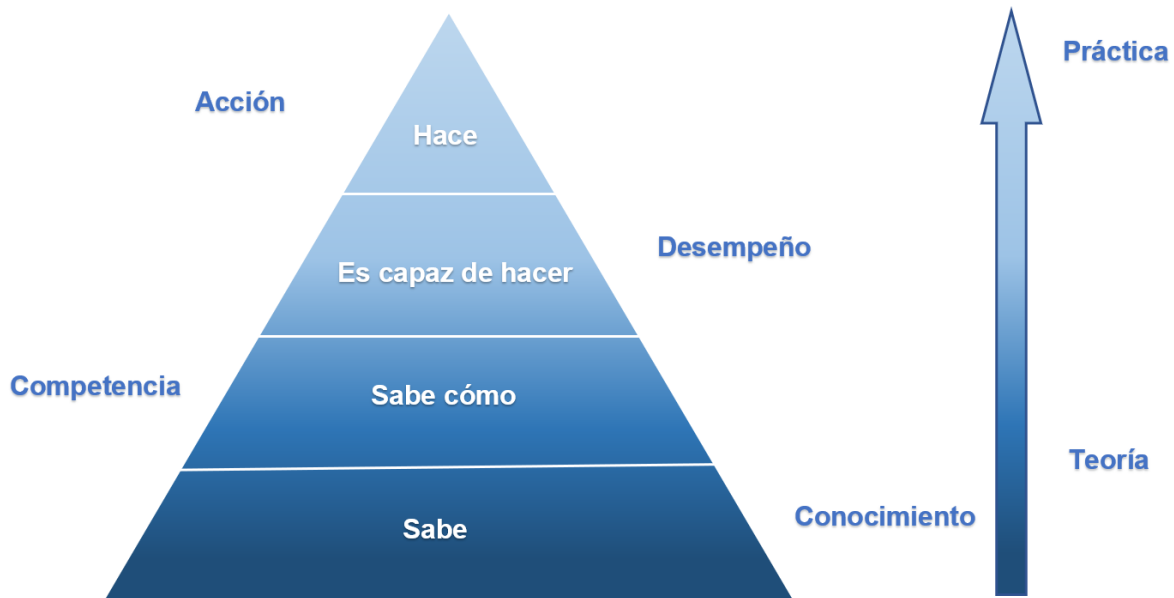 Práctica
Acción
Hace
Desempeño
Es capaz de hacer
Competencia
Sabe cómo
Teoría
Conocimiento
Sabe